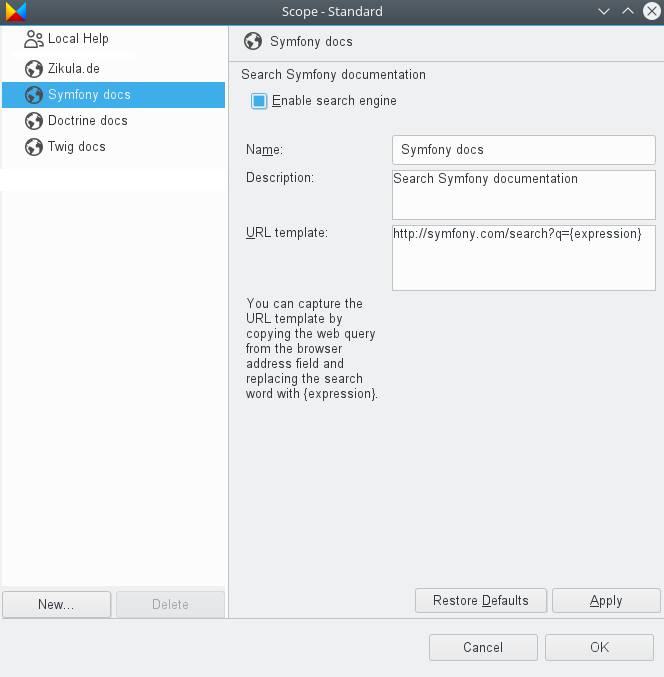 Scope - Standard
Local Help
Zikula.de
Symfony docs
Doctrine docs
Twig docs
New...
Delete
Symfony docs
Search Symfony documentation
Enable search engine
Name:
Symfony docs
Description:
Search Symfony documentation
URL template:
http://symfony.com/search?q={expression}
You can capture the
URL template by
copying the web query
from the browser
address field and
replacing the search
word with {expression}.
Restore Defaults
Apply
Cancel
OK